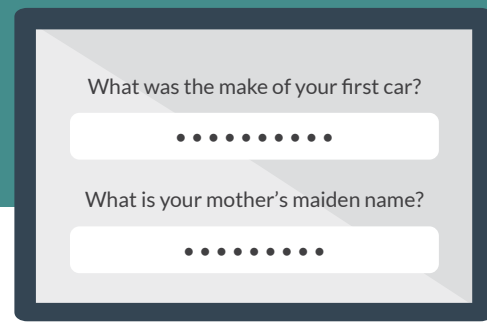 What was the make of your first car?
••••••••••
What is your mother's maiden name?
•••••••••